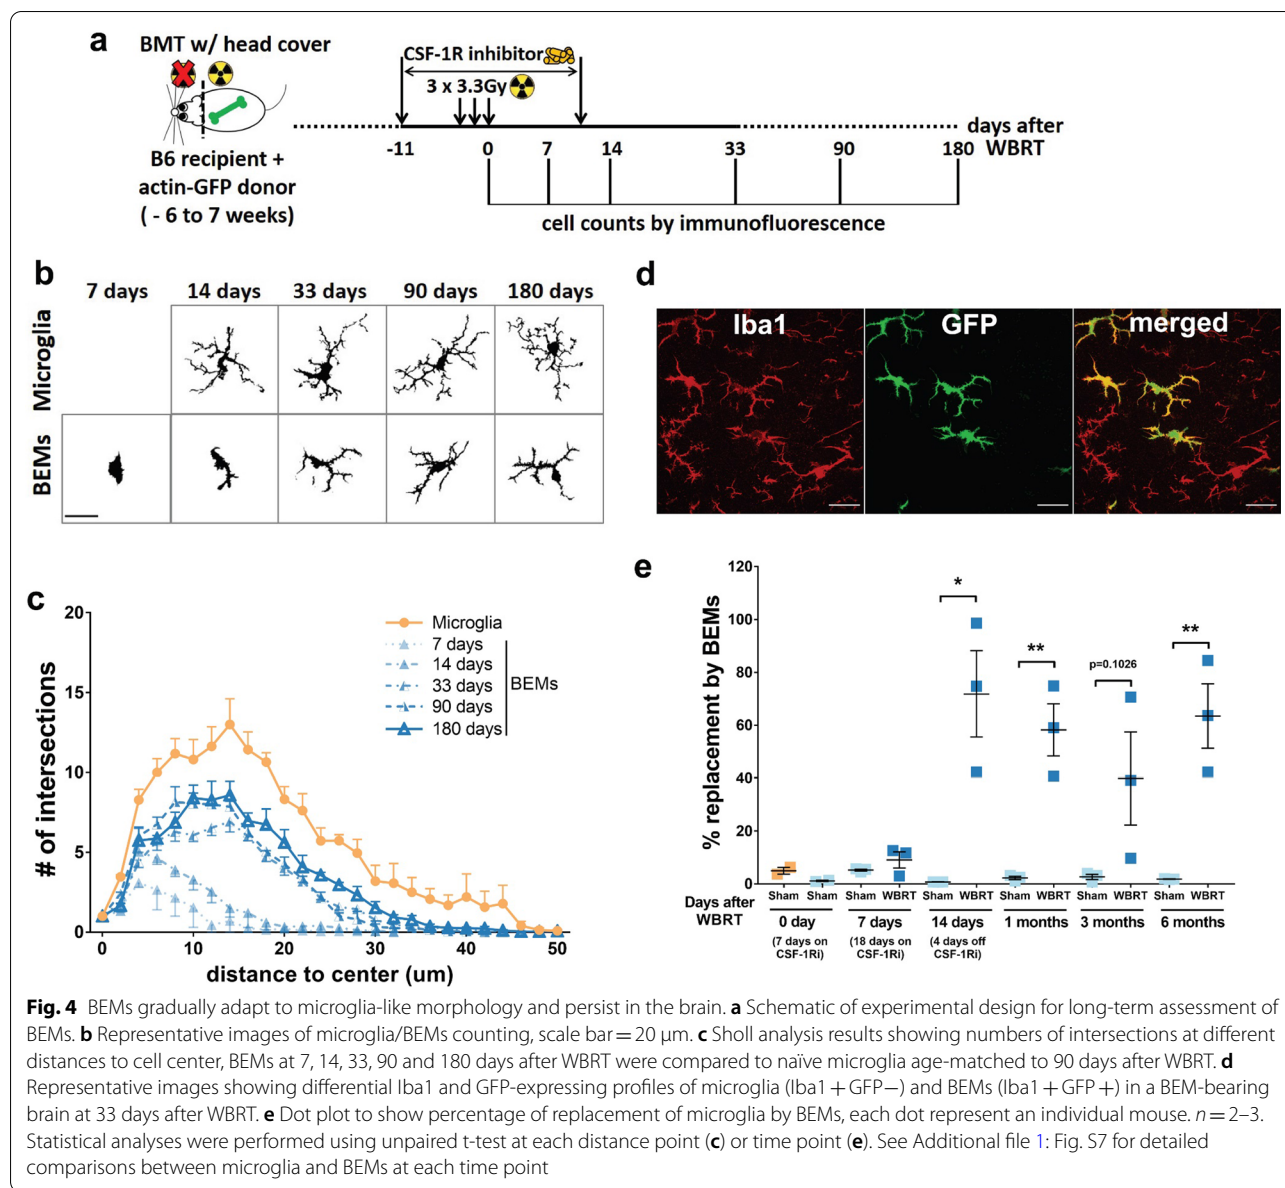 a
BMT w/ head cover
B6 recipient +
actin-GFP donor
( - 6 to 7 weeks)
CSF-1R inhibitor
3 x 3.3Gy
-11 0 7 14 33 90 180
days after
WBRT
cell counts by immunofluorescence
b
7 days 14 days 33 days 90 days 180 days
Microglia
BEMs
c
# of intersections
20
15
10
5
0
0 10 20 30 40 50
distance to center (um)
Microglia
7 days
14 days
33 days
90 days
180 days
BEMs
d
Iba1 GFP merged
e
% replacement by BEMs
120
100
80
60
40
20
0
* ** p=0.1026 **
Sham Sham Sham WBRT Sham WBRT Sham WBRT Sham WBRT Sham WBRT
Days after
WBRT
0 day 7 days 14 days 1 months 3 months 6 months
(7 days on (18 days on (4 days off
CSF-1Ri) CSF-1Ri) CSF-1Ri)
Fig. 4 BEMs gradually adapt to microglia-like morphology and persist in the brain. a Schematic of experimental design for long-term assessment of
BEMs. b Representative images of microglia/BEMs counting, scale bar = 20 μm. c Sholl analysis results showing numbers of intersections at different
distances to cell center, BEMs at 7, 14, 33, 90 and 180 days after WBRT were compared to naïve microglia age-matched to 90 days after WBRT. d
Representative images showing differential Iba1 and GFP-expressing profiles of microglia (Iba1 + GFP−) and BEMs (Iba1 + GFP +) in a BEM-bearing
brain at 33 days after WBRT. e Dot plot to show percentage of replacement of microglia by BEMs, each dot represent an individual mouse. n = 2–3.
Statistical analyses were performed using unpaired t-test at each distance point (c) or time point (e). See Additional file 1: Fig. S7 for detailed
comparisons between microglia and BEMs at each time point